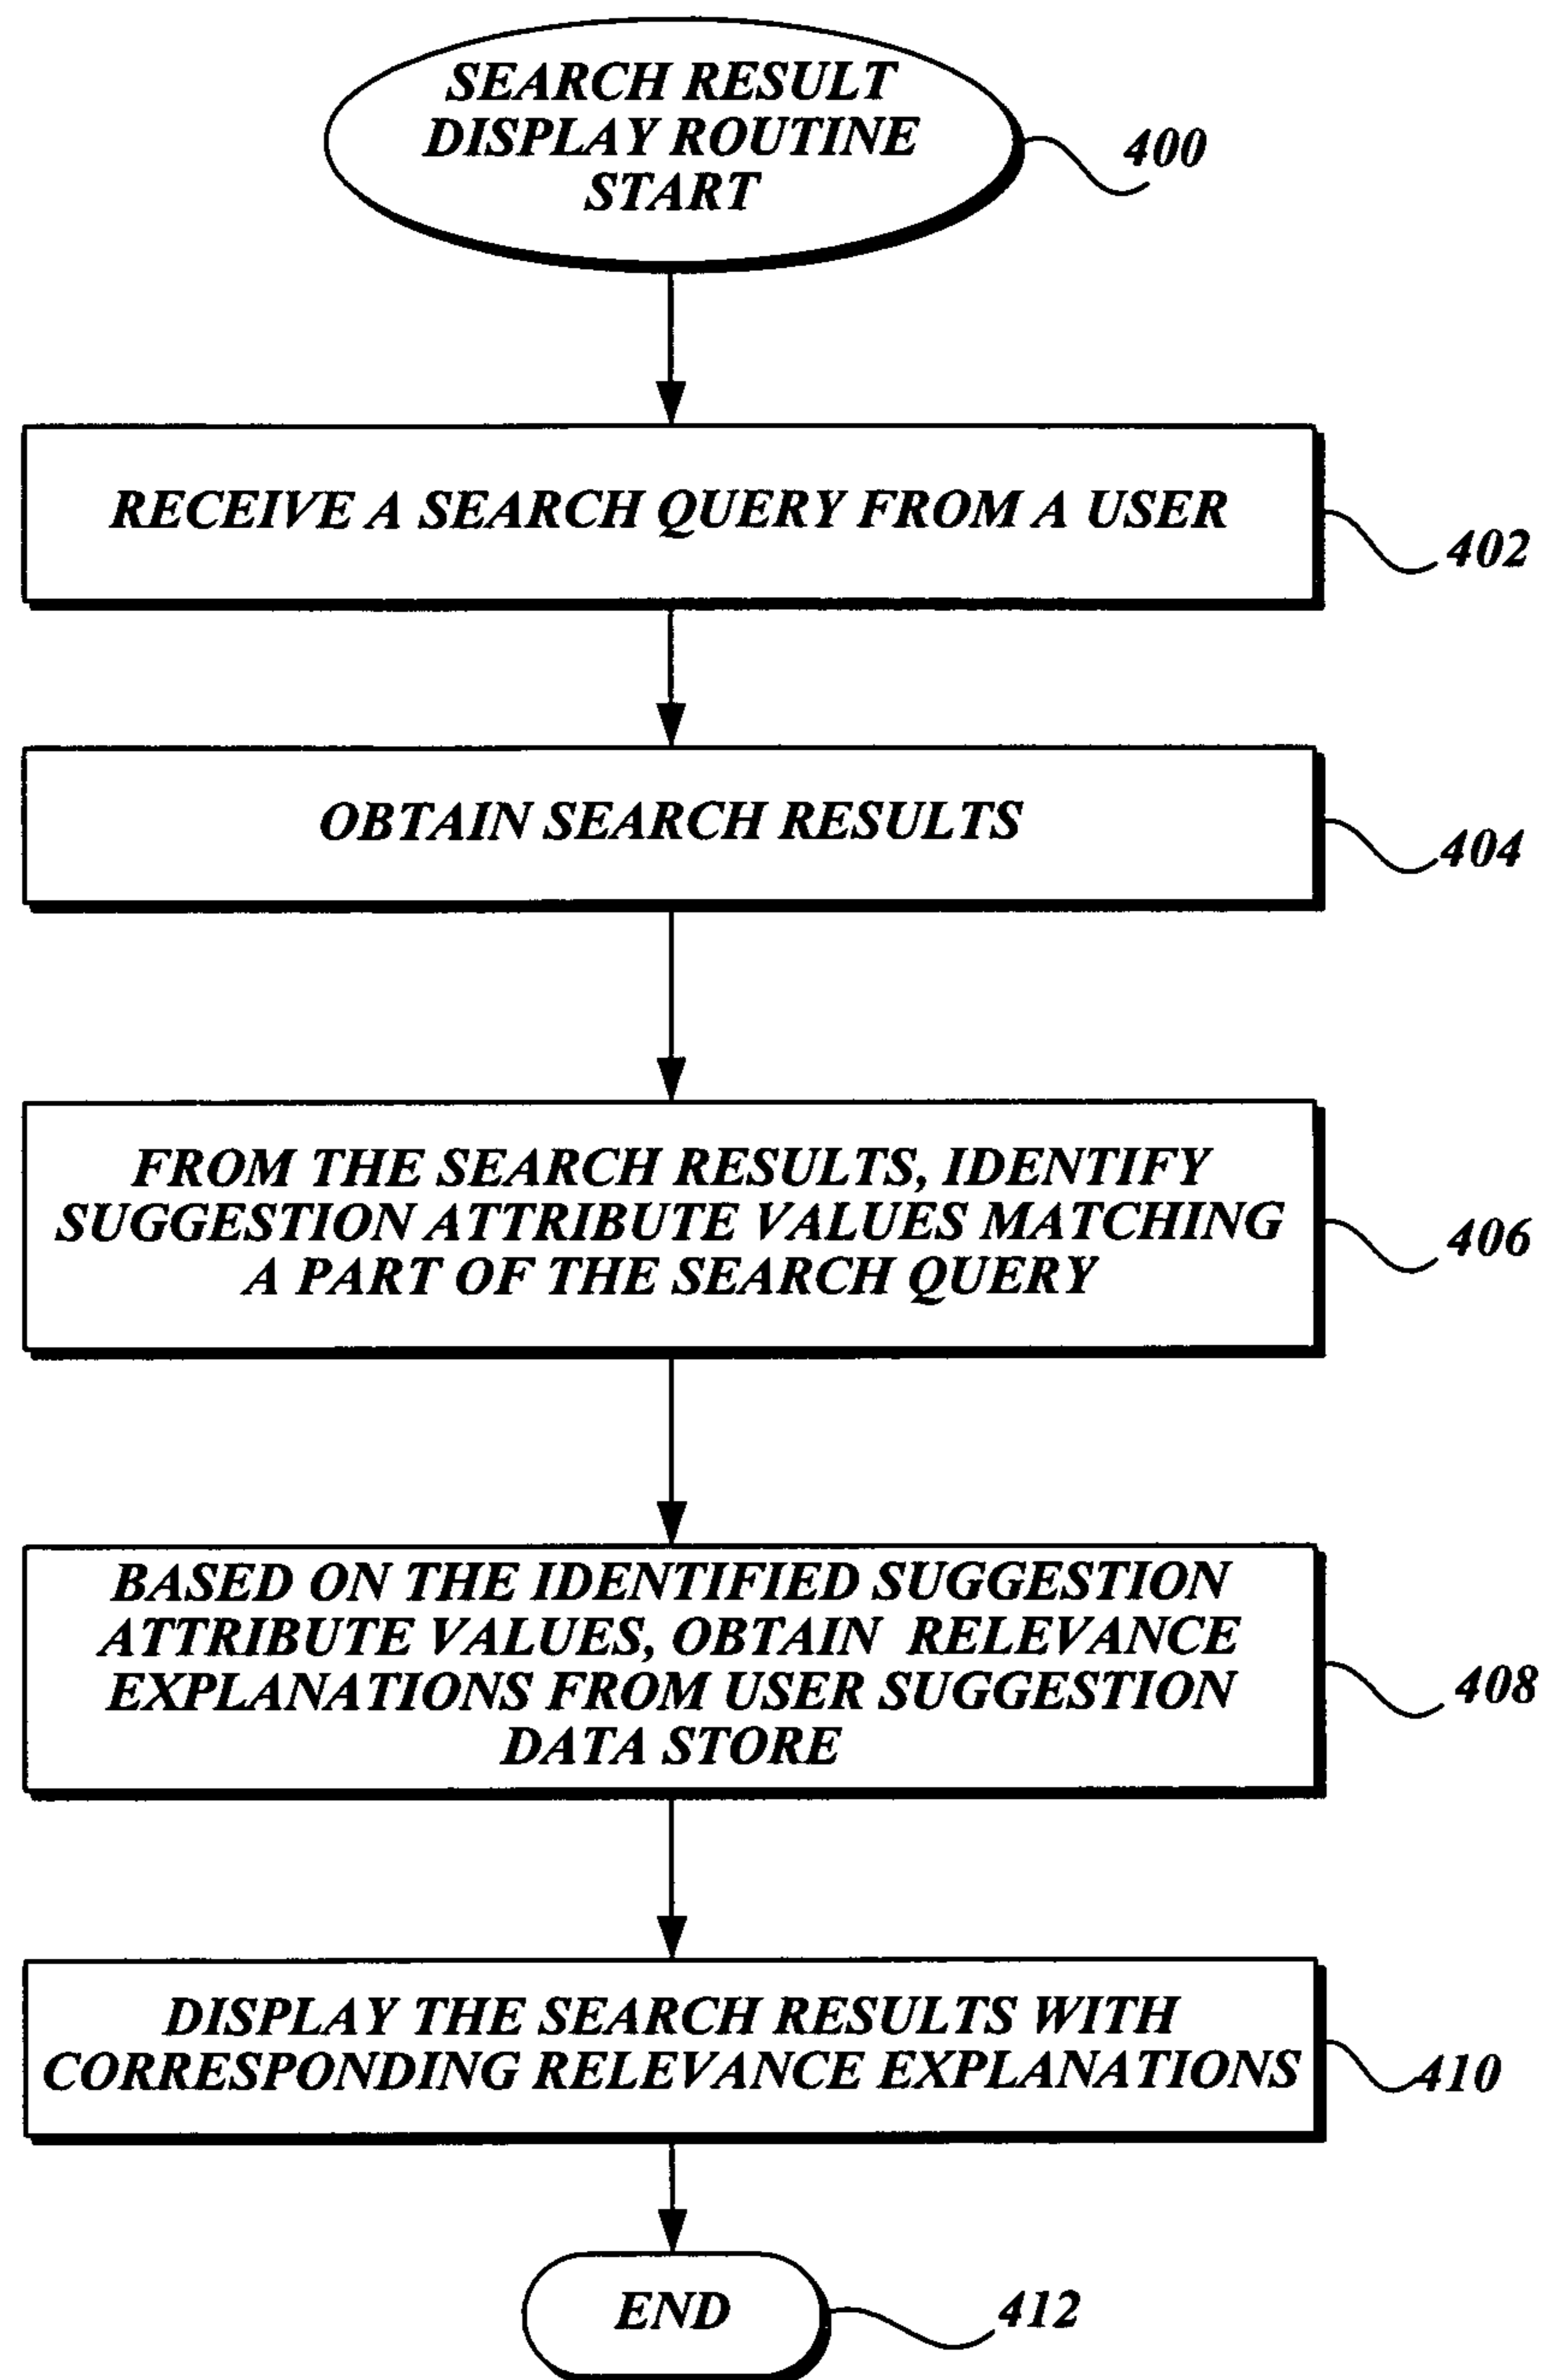 SEARCH RESULT
DISPLAY ROUTINE
START
400
RECEIVE A SEARCH QUERY FROM A USER
402
OBTAIN SEARCH RESULTS
404
FROM THE SEARCH RESULTS, IDENTIFY
SUGGESTION ATTRIBUTE VALUES MATCHING
A PART OF THE SEARCH QUERY
406
BASED ON THE IDENTIFIED SUGGESTION
ATTRIBUTE VALUES, OBTAIN RELEVANCE
EXPLANATIONS FROM USER SUGGESTION
DATA STORE
408
DISPLAY THE SEARCH RESULTS WITH
CORRESPONDING RELEVANCE EXPLANATIONS
410
END
412